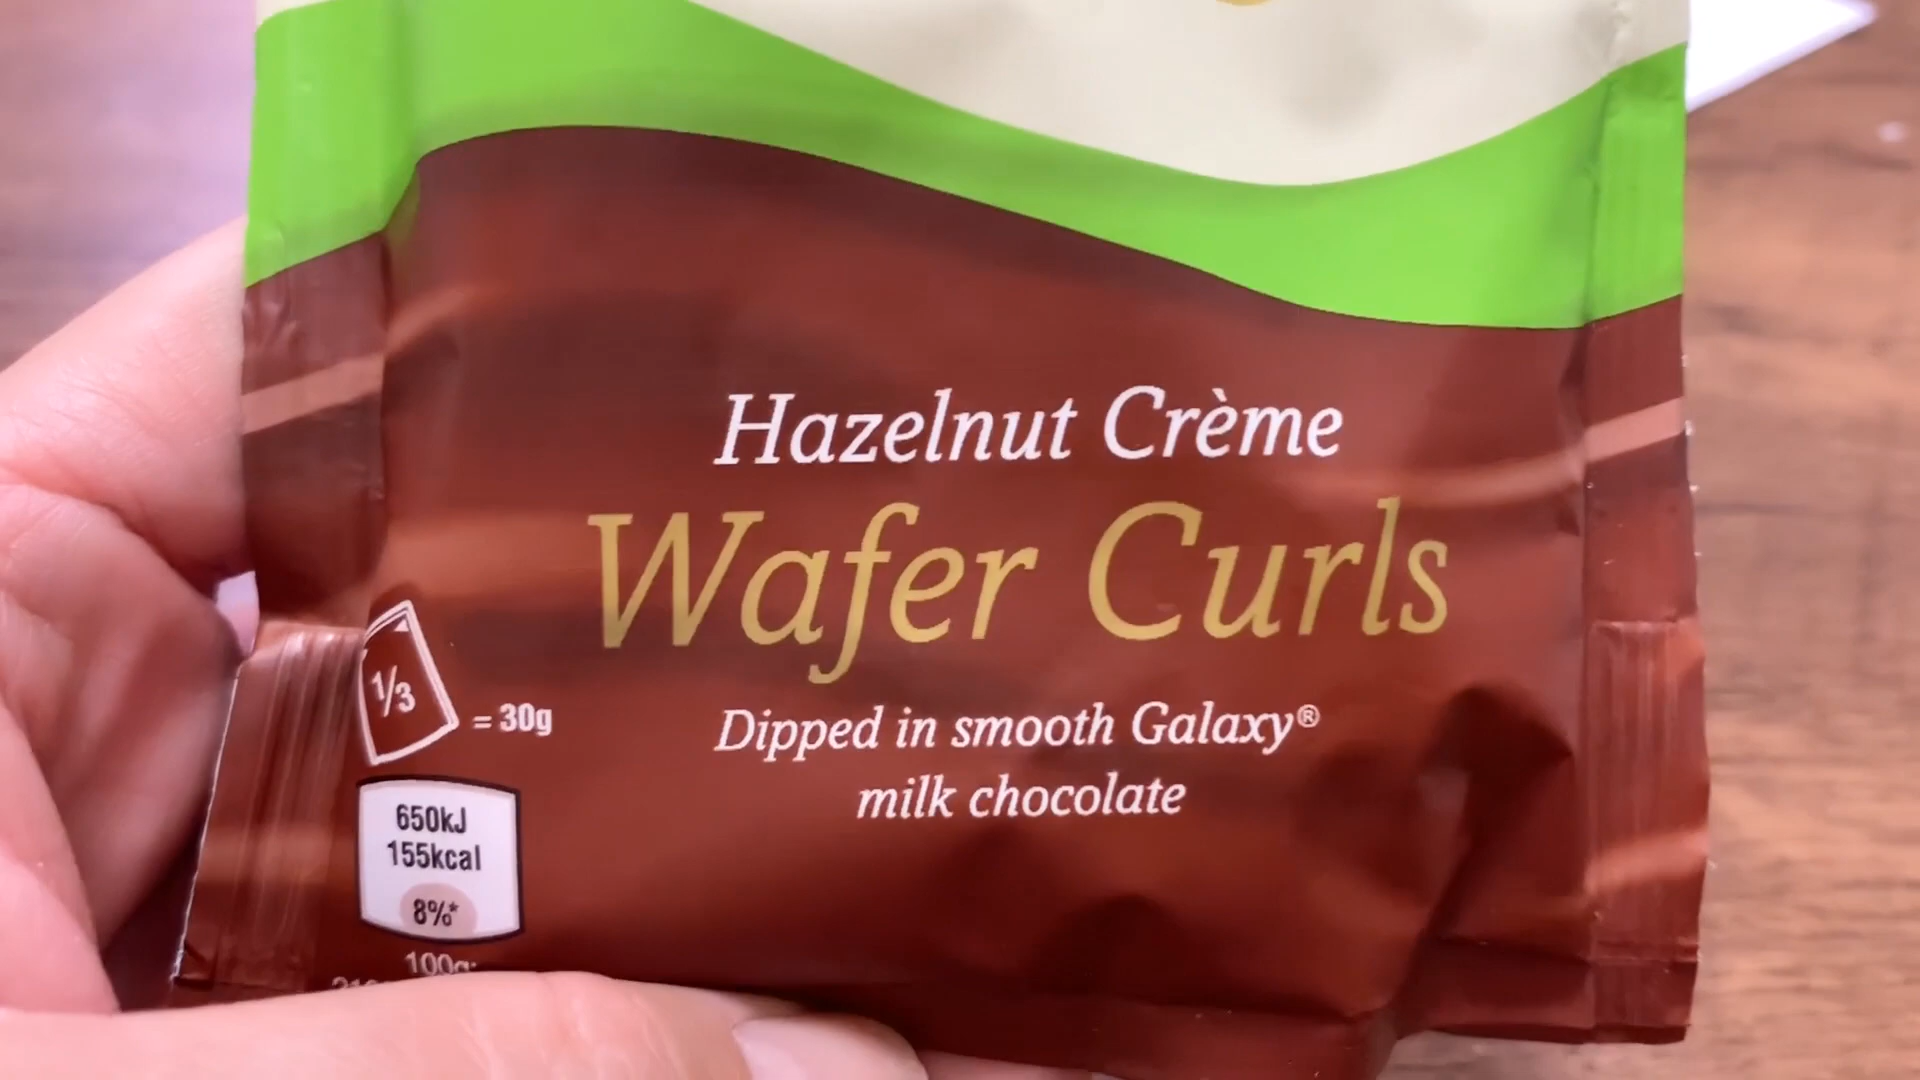 Hazelnut Crème
Wafer Curls
Dipped in smooth Galaxy®
milk chocolate
1/3
= 30g
650kJ
155kcal
8%*
100g: